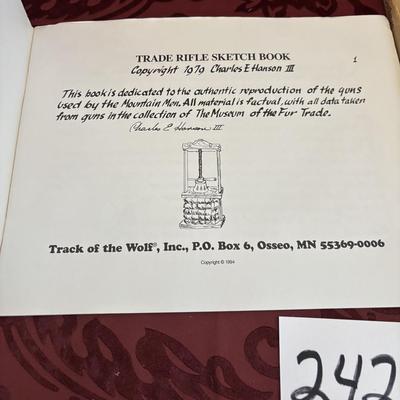 TRADE RIFLE SKETCH BOOK 1
Copyright 1979 Charles E Hanson III
This book is dedicated to the authentic reproduction of the guns
used by the Mountain Men. All material is factual, with all data taken
from guns in the collection of The Museum of the Fur Trade.
Charles E Hanson III
Track of the Wolf®, Inc., P.O. Box 6, Osseo, MN 55369-0006
Copyright © 1994
242